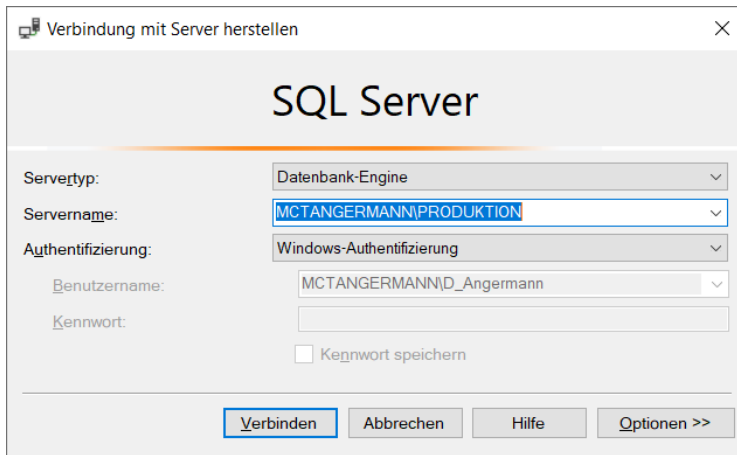 Verbindung mit Server herstellen
SQL Server
Servertyp: Datenbank-Engine
Servername: MCTANGERMANN\PRODUKTION
Authentifizierung: Windows-Authentifizierung
Benutzername: MCTANGERMANN\D_Angermann
Kennwort:
Kennwort speichern
Verbinden Abbrechen Hilfe Optionen >>